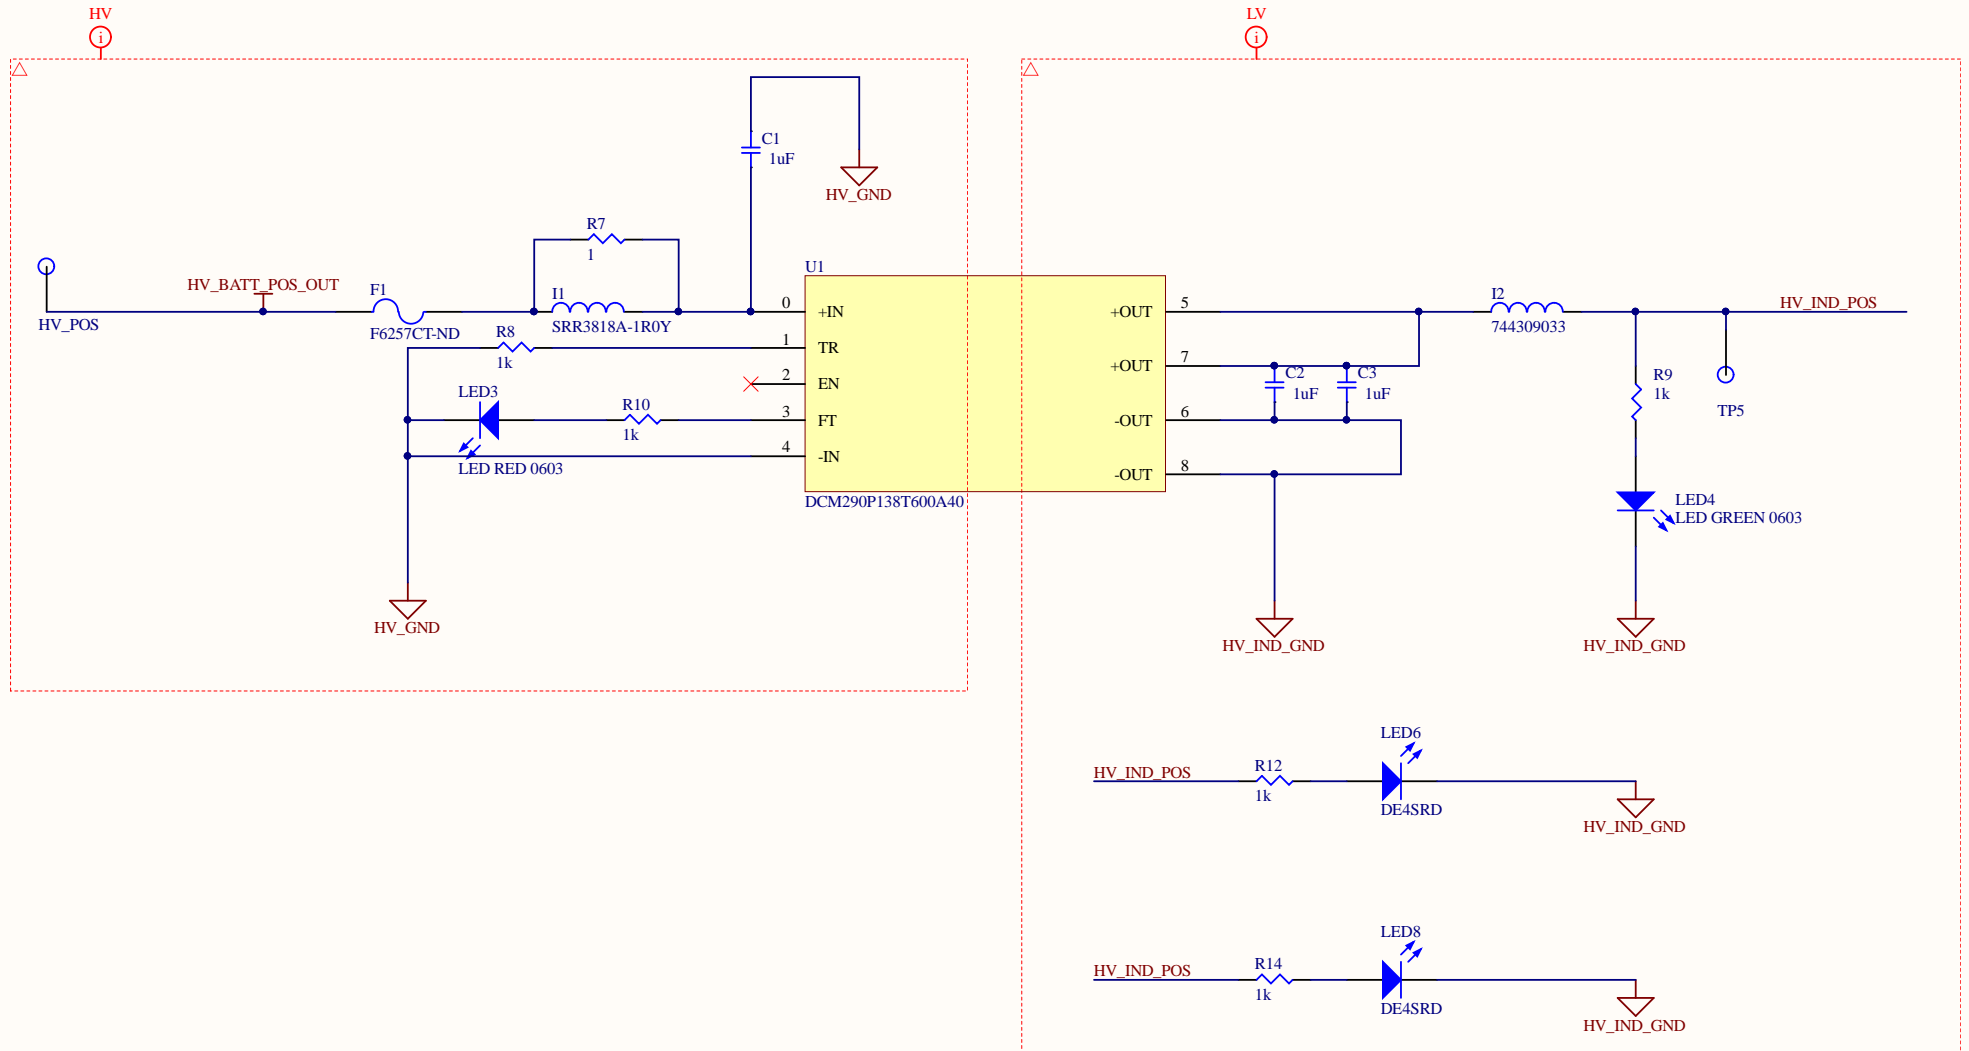 HV
i
LV
i
C1
1uF
HV_GND
R7
1
U1
HV_BATT_POS_OUT
F1
I1
HV_POS
F6257CT-ND
SRR3818A-1R0Y
R8
1k
LED3
LED RED 0603
R10
1k
HV_GND
0
+IN
1
TR
2
EN
3
FT
4
-IN
DCM290P138T600A40
+OUT
5
+OUT
7
-OUT
6
-OUT
8
C2
1uF
C3
1uF
I2
744309033
HV_IND_POS
R9
1k
TP5
LED4
LED GREEN 0603
HV_IND_GND
HV_IND_GND
LED6
HV_IND_POS
R12
1k
DE4SRD
HV_IND_GND
LED8
HV_IND_POS
R14
1k
DE4SRD
HV_IND_GND